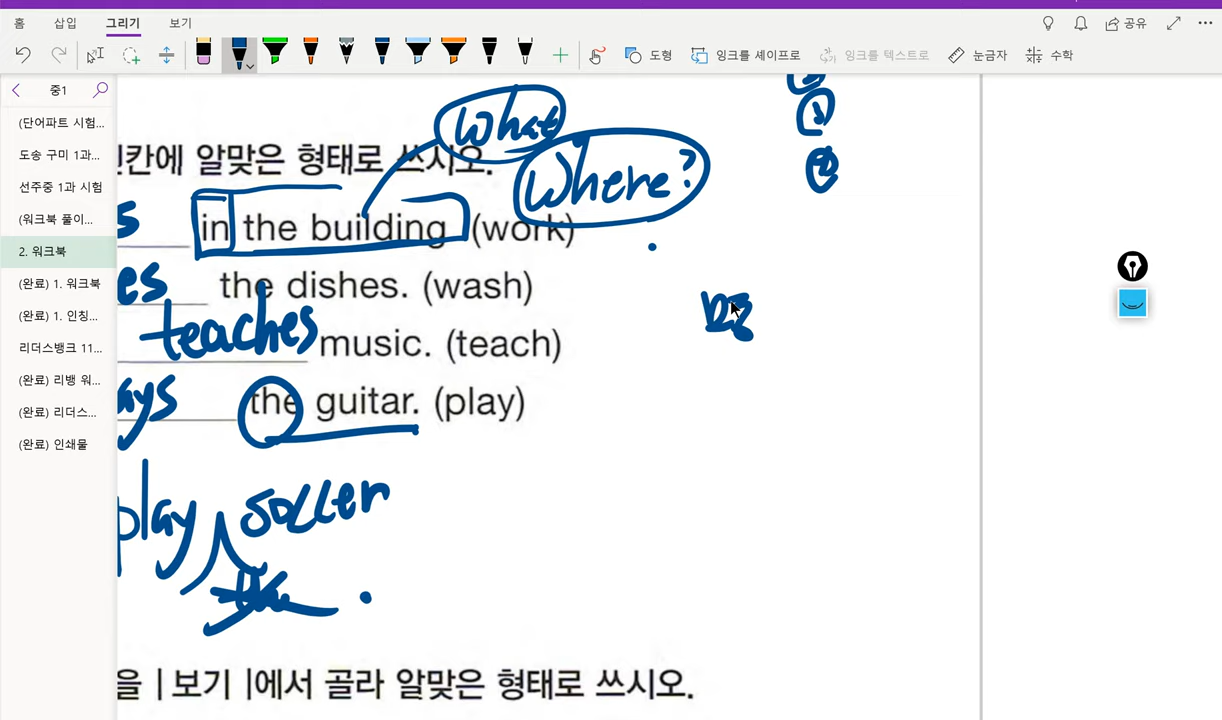 홈 삽입 그리기 보기
공유
도형 잉크를 셰이프로 잉크를 텍스트로 눈금자 수학
중1
(단어파트 시험...
도송 구미 1과...
선주중 1과 시험
(워크북 풀이...
2. 워크북
(완료) 1. 워크북
(완료) 1. 인칭...
리더스뱅크 11...
(완료) 리뱅 워...
(완료) 리더스...
(완료) 인쇄물
What
빈칸에 알맞은 형태로 쓰시오.
Where?
s in the building (work)
es the dishes. (wash)
teaches music. (teach)
ays the guitar. (play)
play soccer
the
을 | 보기 |에서 골라 알맞은 형태로 쓰시오.